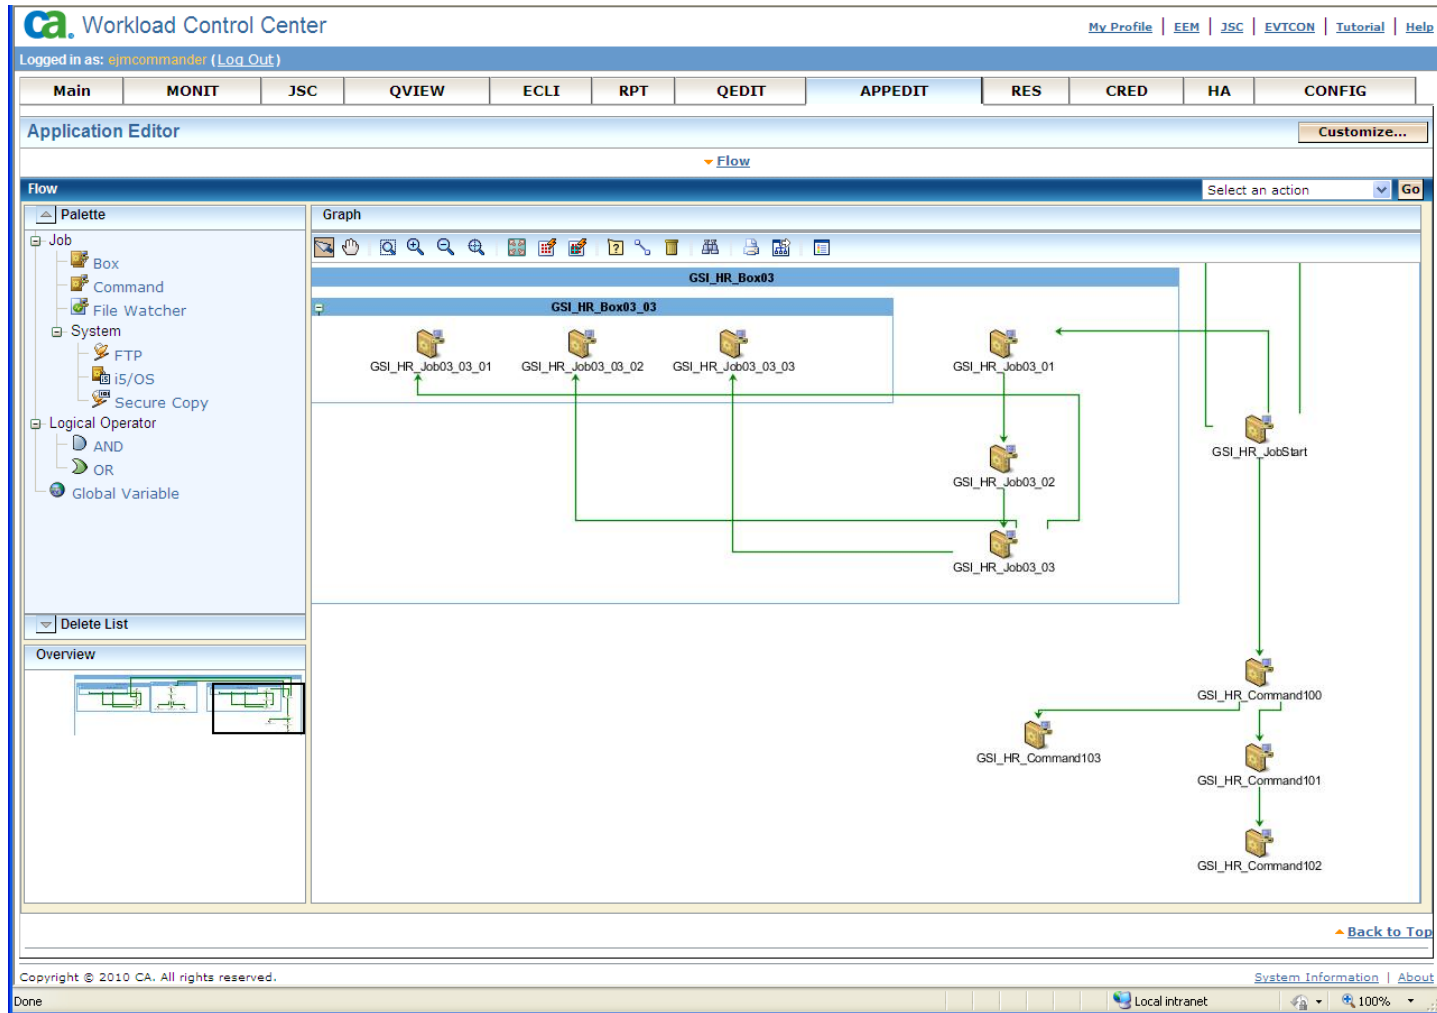 ca. Workload Control Center
My Profile | EEM | JSC | EVTCON | Tutorial | Help
Logged in as: ejmcommander (Log Out)
Main MONIT JSC QVIEW ECLI RPT QEDIT APPEDIT RES CRED HA CONFIG
Application Editor
Customize...
Flow
Flow
Select an action
Go
Palette
Job
Box
Command
File Watcher
System
FTP
i5/OS
Secure Copy
Logical Operator
AND
OR
Global Variable
Delete List
Overview
Graph
GSI_HR_Box03
GSI_HR_Box03_03
GSI_HR_Job03_03_01
GSI_HR_Job03_03_02
GSI_HR_Job03_03_03
GSI_HR_Job03_01
GSI_HR_JobStart
GSI_HR_Job03_02
GSI_HR_Job03_03
GSI_HR_Command100
GSI_HR_Command103
GSI_HR_Command101
GSI_HR_Command102
Back to Top
Copyright © 2010 CA. All rights reserved.
System Information | About
Done
Local intranet
100%